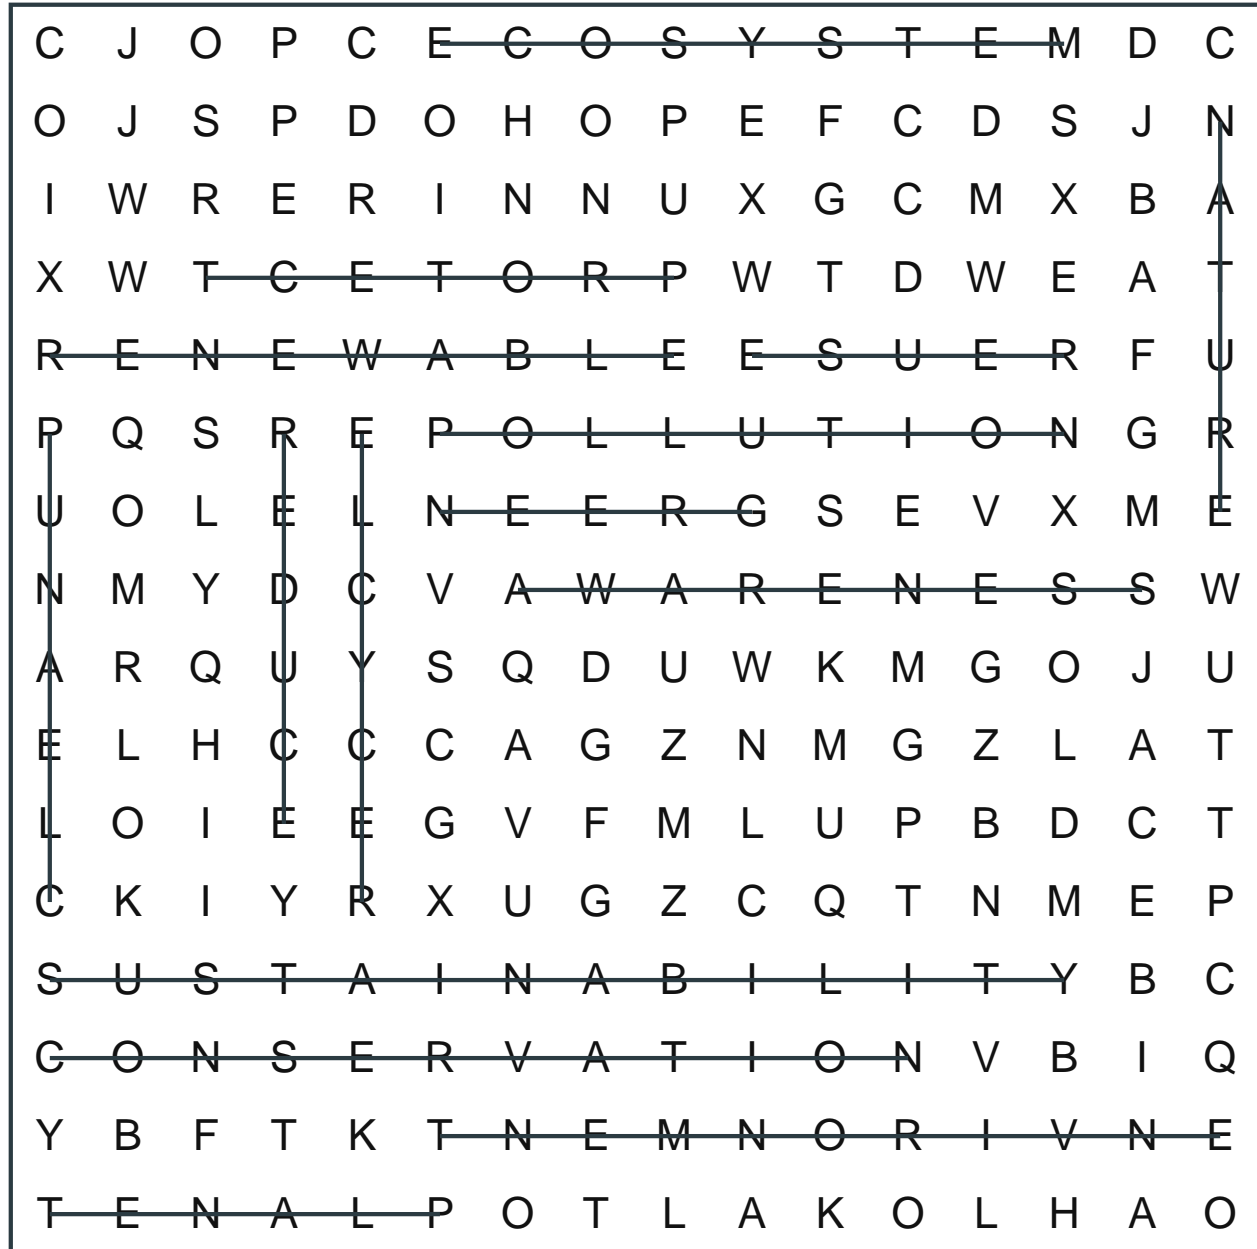 C J O P C E C O S Y S T E M D C
O J S P D O H O P E F C D S J N
I W R E R I N N U X G C M X B A
X W T C E T O R P W T D W E A T
R E N E W A B L E E S U E R F U
P Q S R E P O L L U T I O N G R
U O L E L N E E R G S E V X M E
N M Y D C V A W A R E N E S S W
A R Q U Y S Q D U W K M G O J U
E L H C C C A G Z N M G Z L A T
L O I E E G V F M L U P B D C T
C K I Y R X U G Z C Q T N M E P
S U S T A I N A B I L I T Y B C
C O N S E R V A T I O N V B I Q
Y B F T K T N E M N O R I V N E
T E N A L P O T L A K O L H A O